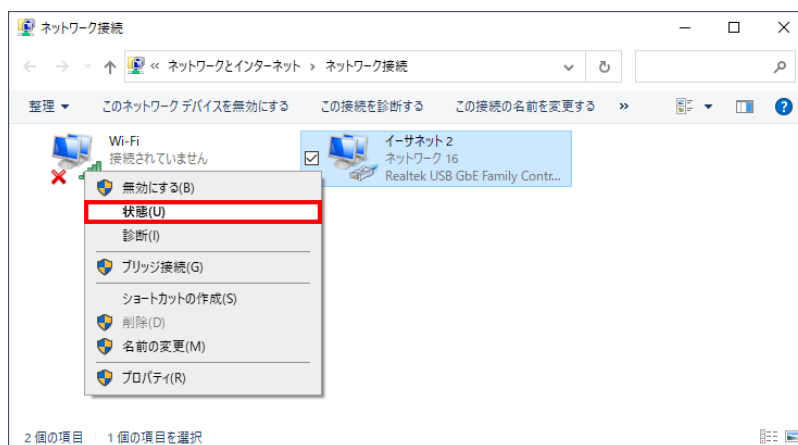 ネットワーク接続
« ネットワークとインターネット › ネットワーク接続
整理 このネットワーク デバイスを無効にする この接続を診断する この接続の名前を変更する »
Wi-Fi
接続されていません
イーサネット 2
ネットワーク 16
Realtek USB GbE Family Contr...
無効にする(B)
状態(U)
診断(I)
ブリッジ接続(G)
ショートカットの作成(S)
削除(D)
名前の変更(M)
プロパティ(R)
2 個の項目 1 個の項目を選択